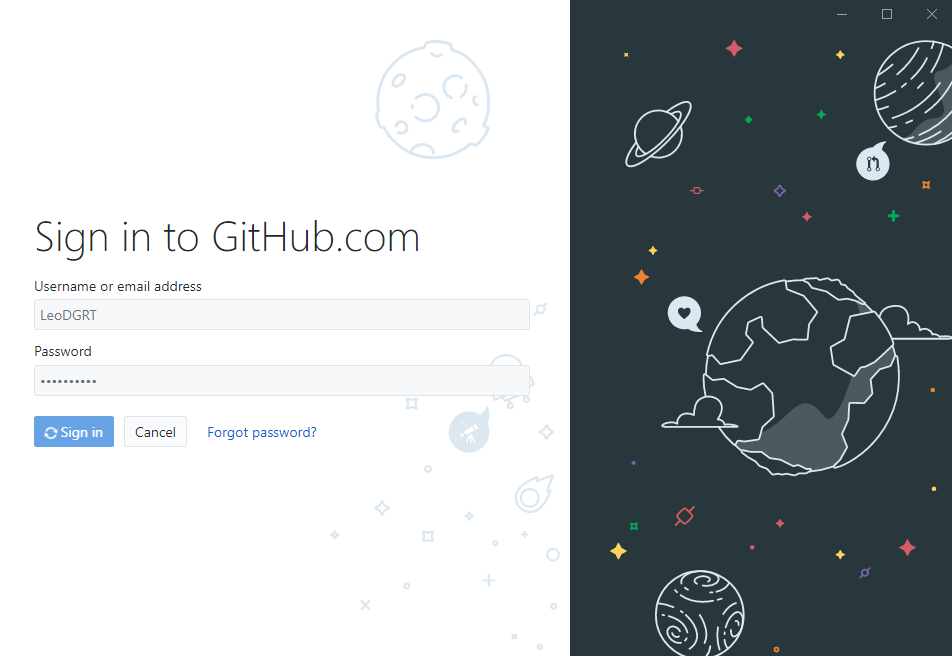 Sign in to GitHub.com
Username or email address
LeoDGRT
Password
••••••••••
Sign in Cancel Forgot password?